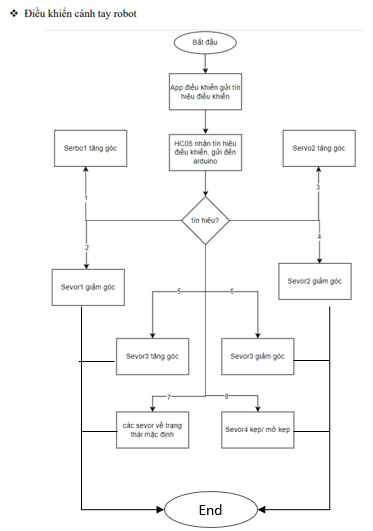 ❖ Điều khiển cánh tay robot
Bắt đầu
App điều khiển gửi tín
hiệu điều khiển
HC05 nhận tín hiệu
điều khiển, gửi đến
arduino
Serbo1 tăng góc
Servo2 tăng góc
1
3
tín hiệu?
2
4
Sevor1 giảm góc
Sevor2 giảm góc
5
6
Sevor3 tăng góc
Sevor3 giảm góc
7
8
các sevor về trạng
thái mặc định
Sevor4 kẹp/ mở kẹp
End